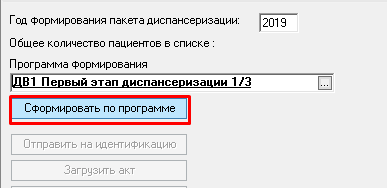 Год формирования пакета диспансеризации: 2019
Общее количество пациентов в списке :
Программа формирования
ДВ1 Первый этап диспансеризации 1/3 ...
Сформировать по программе
Отправить на идентификацию
Загрузить акт